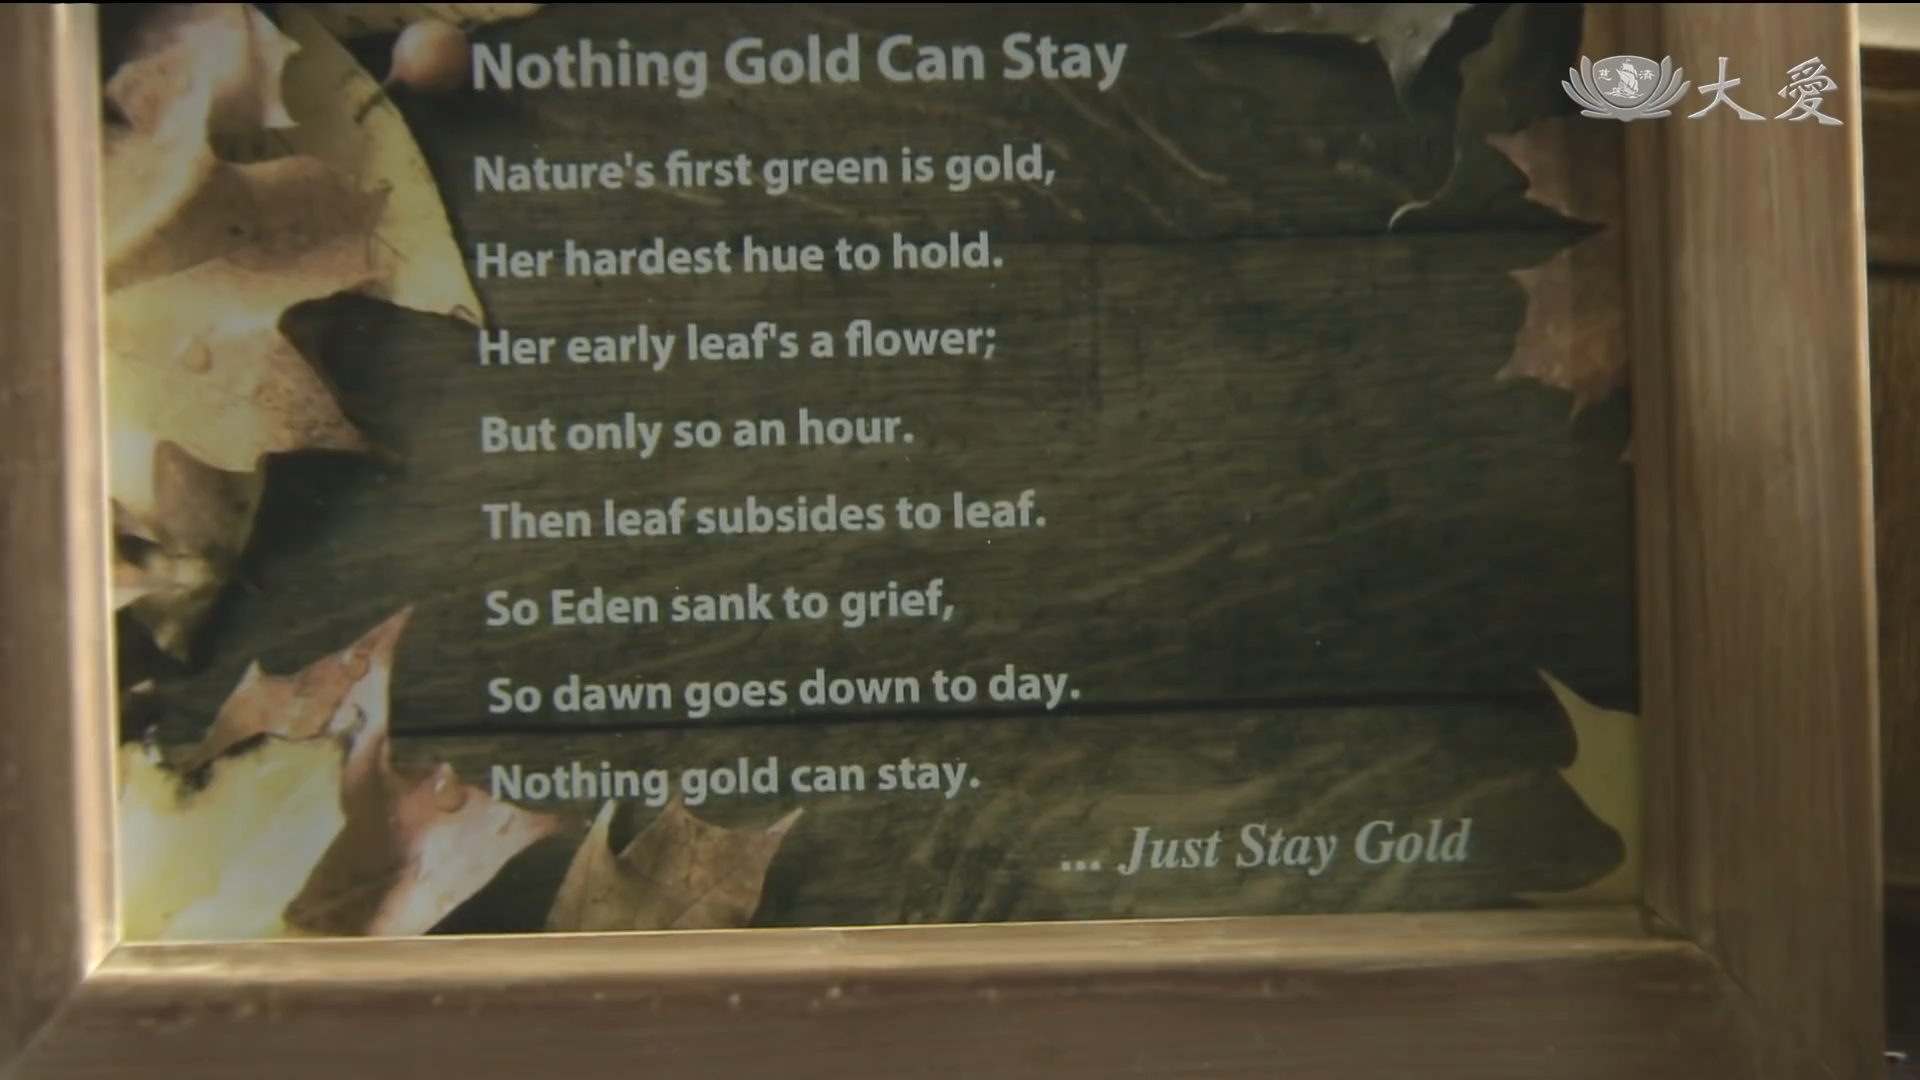 Nothing Gold Can Stay
大愛
慈 濟
Nature's first green is gold,
Her hardest hue to hold.
Her early leaf's a flower;
But only so an hour.
Then leaf subsides to leaf.
So Eden sank to grief,
So dawn goes down to day.
Nothing gold can stay.
... Just Stay Gold